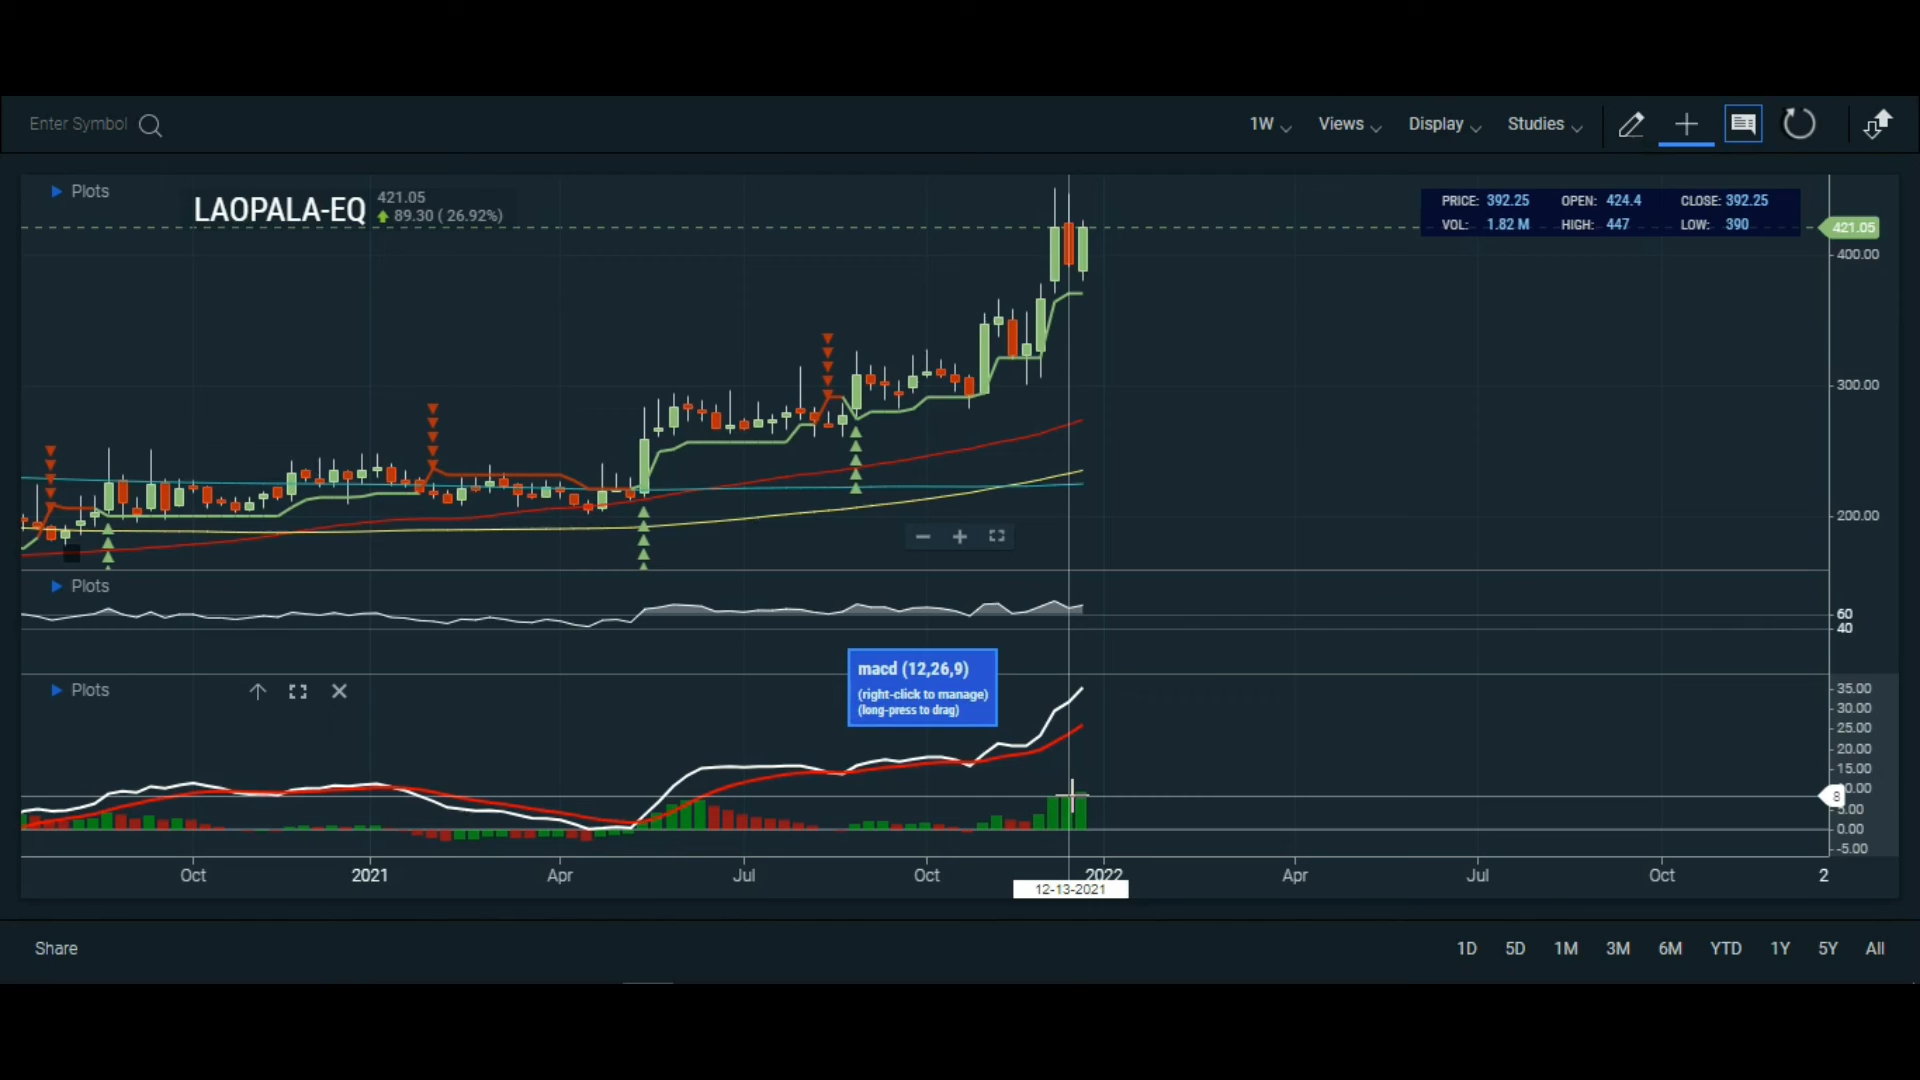 Enter Symbol
1W Views Display Studies
Plots
LAOPALA-EQ
421.05
89.30 ( 26.92%)
PRICE: 392.25 OPEN: 424.4 CLOSE: 392.25
VOL: 1.82 M HIGH: 447 LOW: 390
421.05
400.00
300.00
200.00
Plots
60
40
Plots
macd (12,26,9)
(right-click to manage)
(long-press to drag)
35.00
30.00
25.00
20.00
15.00
8
5.00
0.00
-5.00
Oct 2021 Apr Jul Oct 2022 Apr Jul Oct 2
12-13-2021
Share
1D 5D 1M 3M 6M YTD 1Y 5Y All